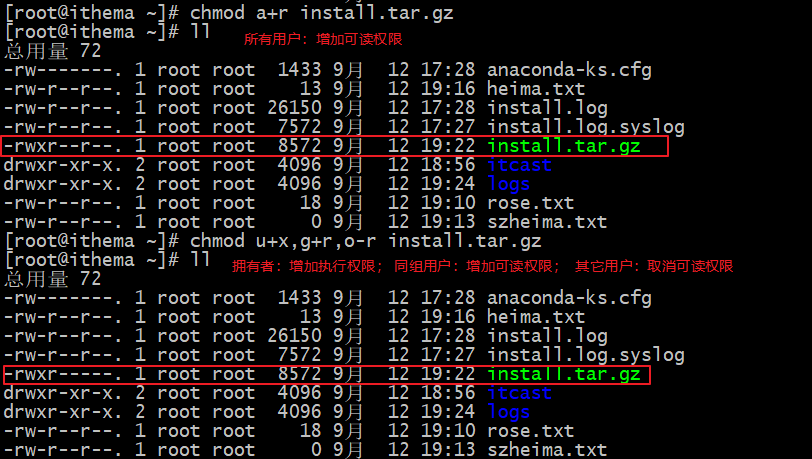 [root@ithema ~]# chmod a+r install.tar.gz
[root@ithema ~]# ll
所有用户：增加可读权限
总用量 72
-rw-------. 1 root root  1433 9月  12 17:28 anaconda-ks.cfg
-rw-r--r--. 1 root root    13 9月  12 19:16 heima.txt
-rw-r--r--. 1 root root 26150 9月  12 17:28 install.log
-rw-r--r--. 1 root root  7572 9月  12 17:27 install.log.syslog
-rwxr--r--. 1 root root  8572 9月  12 19:22 install.tar.gz
drwxr-xr-x. 2 root root  4096 9月  12 18:56 itcast
drwxr-xr-x. 2 root root  4096 9月  12 19:24 logs
-rw-r--r--. 1 root root    18 9月  12 19:10 rose.txt
-rw-r--r--. 1 root root     0 9月  12 19:13 szheima.txt
[root@ithema ~]# chmod u+x,g+r,o-r install.tar.gz
[root@ithema ~]# ll
拥有者：增加执行权限； 同组用户：增加可读权限； 其它用户：取消可读权限
总用量 72
-rw-------. 1 root root  1433 9月  12 17:28 anaconda-ks.cfg
-rw-r--r--. 1 root root    13 9月  12 19:16 heima.txt
-rw-r--r--. 1 root root 26150 9月  12 17:28 install.log
-rw-r--r--. 1 root root  7572 9月  12 17:27 install.log.syslog
-rwxr-----. 1 root root  8572 9月  12 19:22 install.tar.gz
drwxr-xr-x. 2 root root  4096 9月  12 18:56 itcast
drwxr-xr-x. 2 root root  4096 9月  12 19:24 logs
-rw-r--r--. 1 root root    18 9月  12 19:10 rose.txt
-rw-r--r--. 1 root root     0 9月  12 19:13 szheima.txt